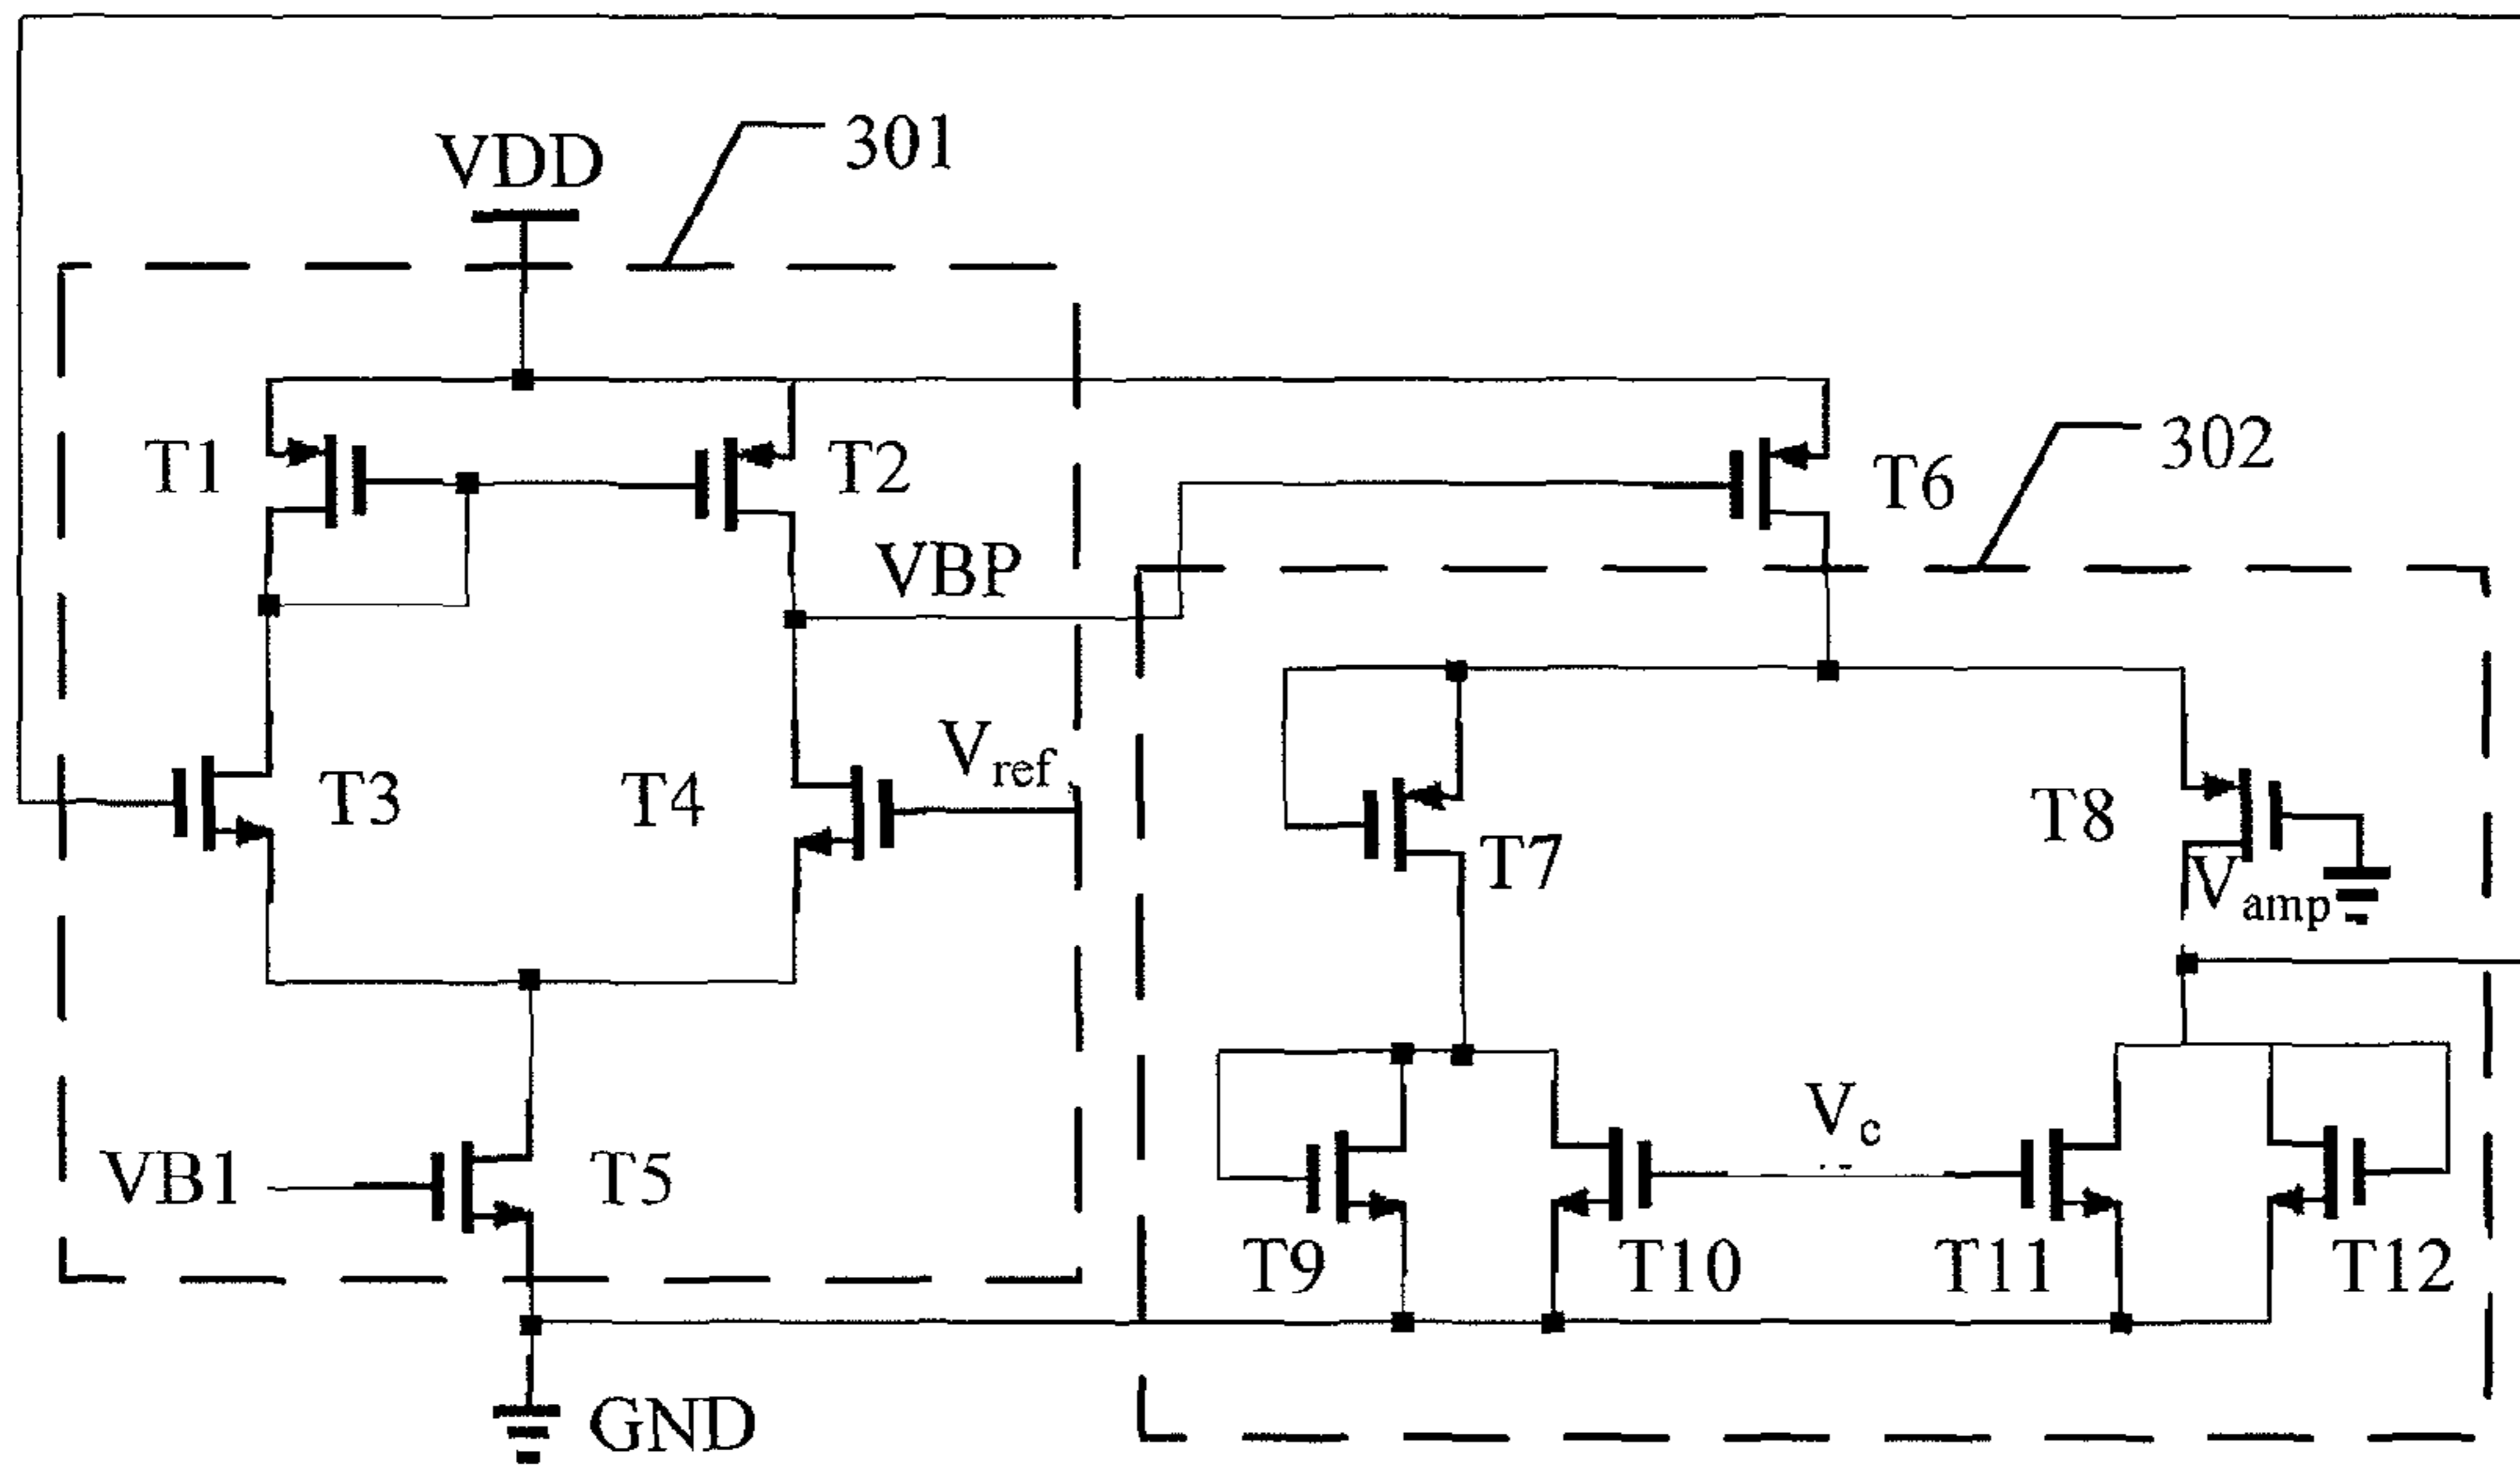 VDD
301
T1
T2
302
T6
VBP
T3
T4
Vref
T7
T8
Vamp
VB1
T5
Vc
T9
T10
T11
T12
GND